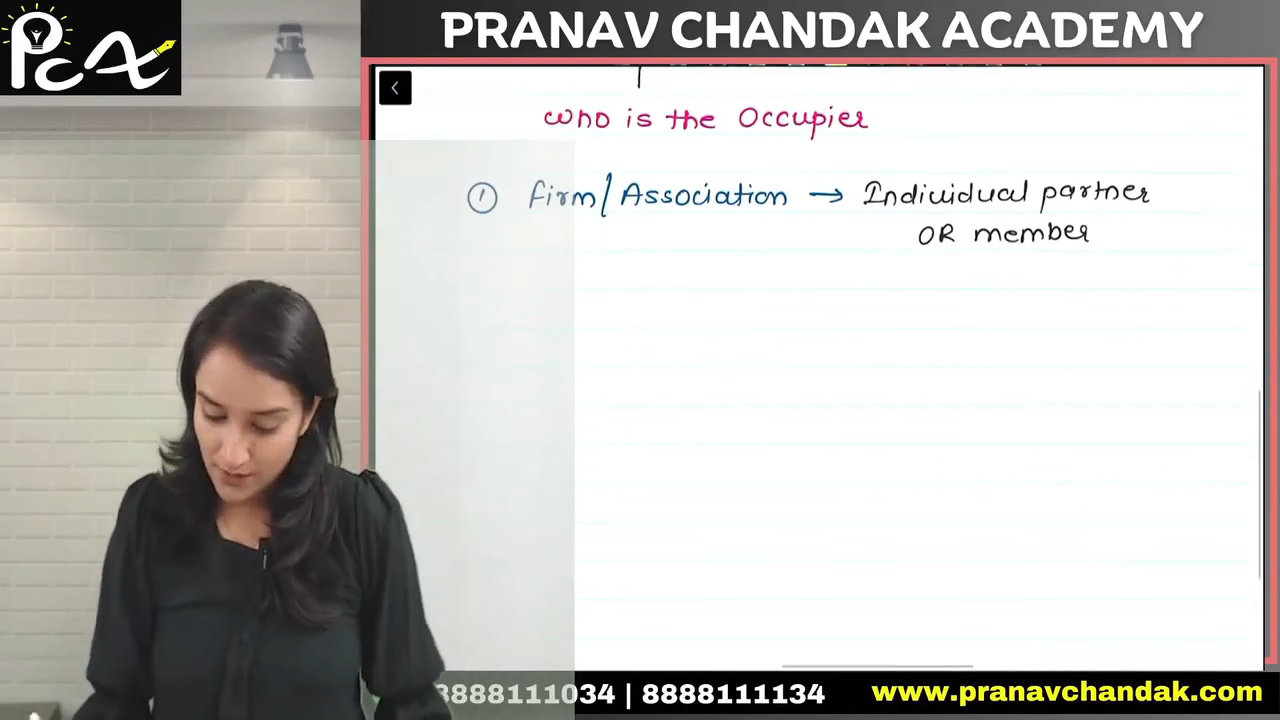 PCA
PRANAV CHANDAK ACADEMY
who is the Occupier
1 Firm/Association → Individual partner
OR member
8888111034 | 8888111134
www.pranavchandak.com